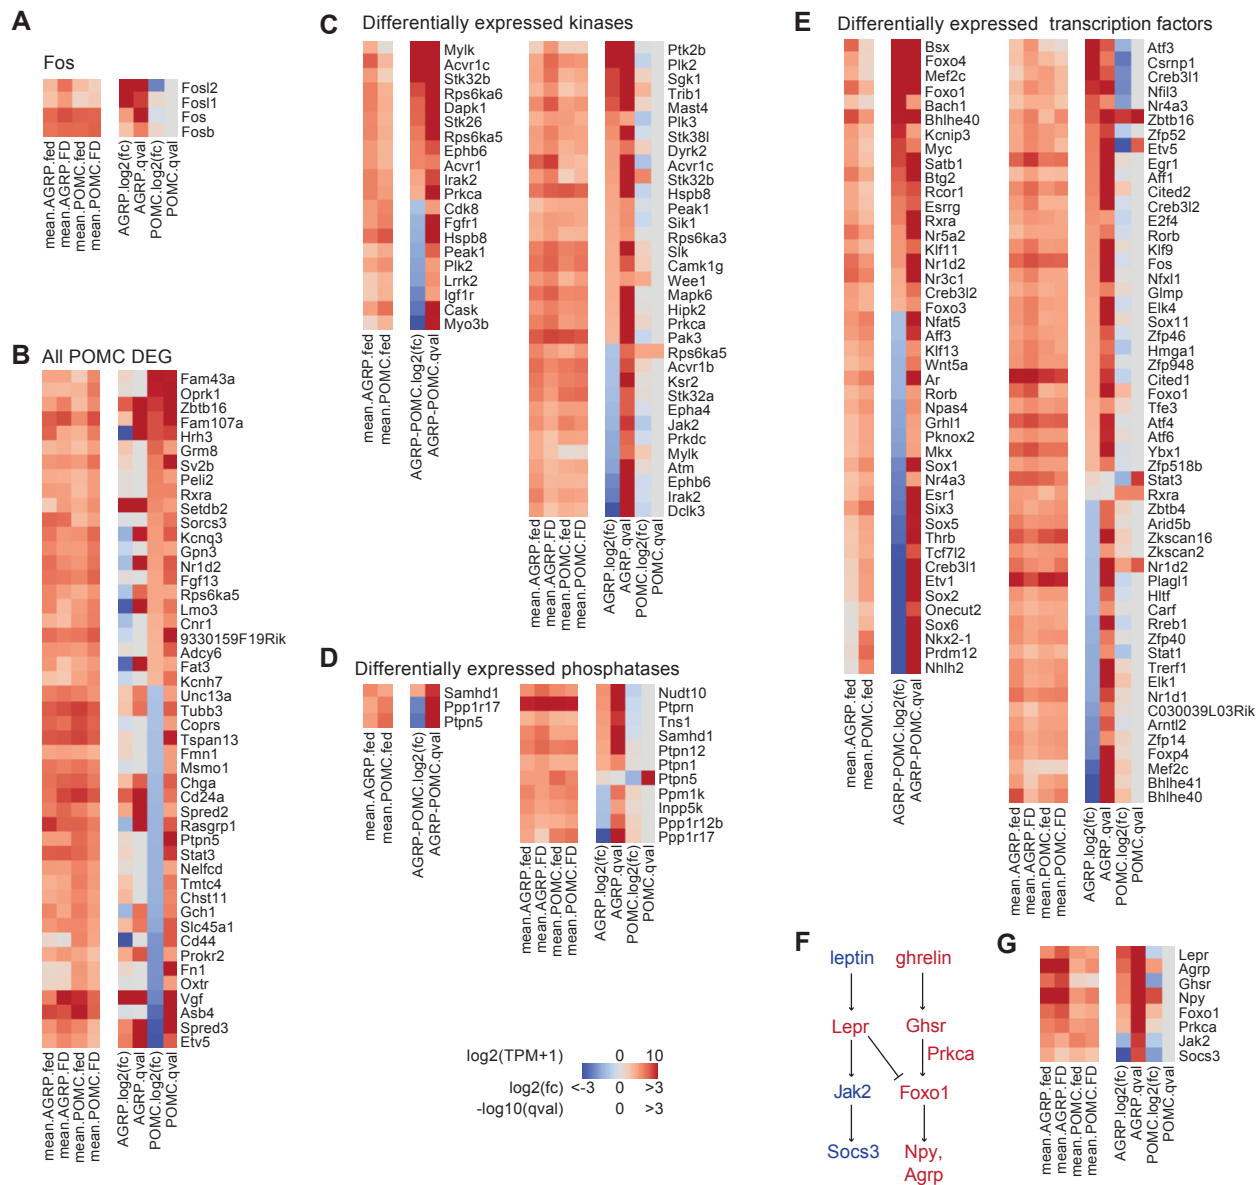 A
Fos
Fosl2
Fosl1
Fos
Fosb
mean.AGRP.fed
mean.AGRP.FD
mean.POMC.fed
mean.POMC.FD
AGRP.log2(fc)
AGRP.qval
POMC.log2(fc)
POMC.qval
B All POMC DEG
Fam43a
Oprk1
Zbtb16
Fam107a
Hrh3
Grm8
Sv2b
Peli2
Rxra
Setdb2
Sorcs3
Kcnq3
Gpn3
Nr1d2
Fgf13
Rps6ka5
Lmo3
Cnr1
9330159F19Rik
Adcy6
Fat3
Kcnh7
Unc13a
Tubb3
Coprs
Tspan13
Fmn1
Msmo1
Chga
Cd24a
Spred2
Rasgrp1
Ptpn5
Stat3
Nelfcd
Tmtc4
Chst11
Gch1
Slc45a1
Cd44
Prokr2
Fn1
Oxtr
Vgf
Asb4
Spred3
Etv5
mean.AGRP.fed
mean.AGRP.FD
mean.POMC.fed
mean.POMC.FD
AGRP.log2(fc)
AGRP.qval
POMC.log2(fc)
POMC.qval
C Differentially expressed kinases
Mylk
Acvr1c
Stk32b
Rps6ka6
Dapk1
Stk26
Rps6ka5
Ephb6
Acvr1
Irak2
Prkca
Cdk8
Fgfr1
Hspb8
Peak1
Plk2
Lrrk2
Igf1r
Cask
Myo3b
mean.AGRP.fed
mean.POMC.fed
AGRP-POMC.log2(fc)
AGRP-POMC.qval
Ptk2b
Plk2
Sgk1
Trib1
Mast4
Plk3
Stk38l
Dyrk2
Acvr1c
Stk32b
Hspb8
Peak1
Sik1
Rps6ka3
Slk
Camk1g
Wee1
Mapk6
Hipk2
Prkca
Pak3
Rps6ka5
Acvr1b
Ksr2
Stk32a
Epha4
Jak2
Prkdc
Mylk
Atm
Ephb6
Irak2
Dclk3
mean.AGRP.fed
mean.AGRP.FD
mean.POMC.fed
mean.POMC.FD
AGRP.log2(fc)
AGRP.qval
POMC.log2(fc)
POMC.qval
D Differentially expressed phosphatases
Samhd1
Ppp1r17
Ptpn5
mean.AGRP.fed
mean.POMC.fed
AGRP-POMC.log2(fc)
AGRP-POMC.qval
Nudt10
Ptprn
Tns1
Samhd1
Ptpn12
Ptpn1
Ptpn5
Ppm1k
Inpp5k
Ppp1r12b
Ppp1r17
mean.AGRP.fed
mean.AGRP.FD
mean.POMC.fed
mean.POMC.FD
AGRP.log2(fc)
AGRP.qval
POMC.log2(fc)
POMC.qval
log2(TPM+1) 0 10
log2(fc) <-3 0 >3
-log10(qval) 0 >3
E Differentially expressed transcription factors
Bsx
Foxo4
Mef2c
Foxo1
Bach1
Bhlhe40
Kcnip3
Myc
Satb1
Btg2
Rcor1
Esrrg
Rxra
Nr5a2
Klf11
Nr1d2
Nr3c1
Creb3l2
Foxo3
Nfat5
Aff3
Klf13
Wnt5a
Ar
Rorb
Npas4
Grhl1
Pknox2
Mkx
Sox1
Nr4a3
Esr1
Six3
Sox5
Thrb
Tcf7l2
Creb3l1
Etv1
Sox2
Onecut2
Sox6
Nkx2-1
Prdm12
Nhlh2
mean.AGRP.fed
mean.POMC.fed
AGRP-POMC.log2(fc)
AGRP-POMC.qval
Atf3
Csrnp1
Creb3l1
Nfil3
Nr4a3
Zbtb16
Zfp52
Etv5
Egr1
Aff1
Cited2
Creb3l2
E2f4
Rorb
Klf9
Fos
Nfxl1
Glmp
Elk4
Sox11
Zfp46
Hmga1
Zfp948
Cited1
Foxo1
Tfe3
Atf4
Atf6
Ybx1
Zfp518b
Stat3
Rxra
Zbtb4
Arid5b
Zkscan16
Zkscan2
Nr1d2
Plagl1
Hltf
Carf
Rreb1
Zfp40
Stat1
Trerf1
Elk1
Nr1d1
C030039L03Rik
Arntl2
Zfp14
Foxp4
Mef2c
Bhlhe41
Bhlhe40
mean.AGRP.fed
mean.AGRP.FD
mean.POMC.fed
mean.POMC.FD
AGRP.log2(fc)
AGRP.qval
POMC.log2(fc)
POMC.qval
F
leptin ghrelin
Lepr Ghsr
Prkca
Jak2 Foxo1
Socs3 Npy,
Agrp
G
Lepr
Agrp
Ghsr
Npy
Foxo1
Prkca
Jak2
Socs3
mean.AGRP.fed
mean.AGRP.FD
mean.POMC.fed
mean.POMC.FD
AGRP.log2(fc)
AGRP.qval
POMC.log2(fc)
POMC.qval